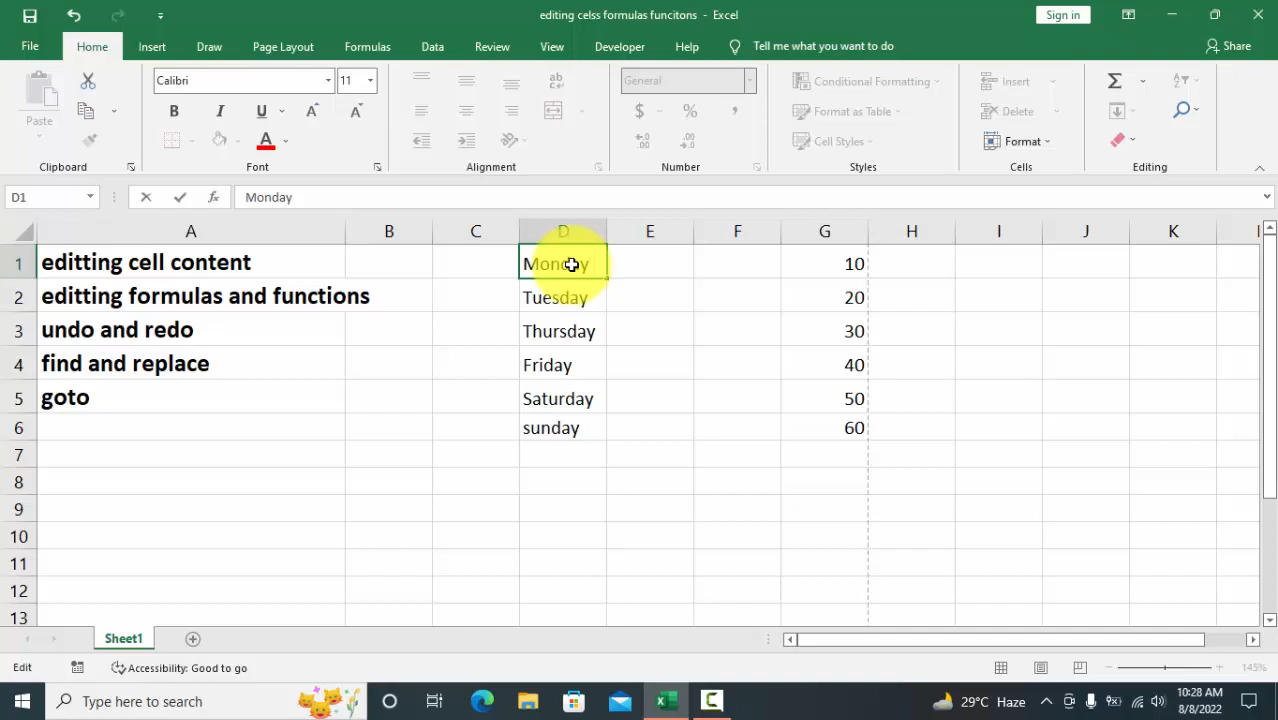 editing celss formulas funcitons - Excel
Sign in
File Home Insert Draw Page Layout Formulas Data Review View Developer Help Tell me what you want to do Share
Paste
Calibri 11
B I U A A A
ab
General
$ % ,
Conditional Formatting
Format as Table
Cell Styles
Insert
Delete
Format
Clipboard Font Alignment Number Styles Cells Editing
D1 fx Monday
A B C D E F G H I J K
1 editting cell content Monday 10
2 editting formulas and functions Tuesday 20
3 undo and redo Thursday 30
4 find and replace Friday 40
5 goto Saturday 50
6 sunday 60
7
8
9
10
11
12
13
Sheet1
Edit Accessibility: Good to go 145%
Type here to search
29°C Haze
10:28 AM
8/8/2022